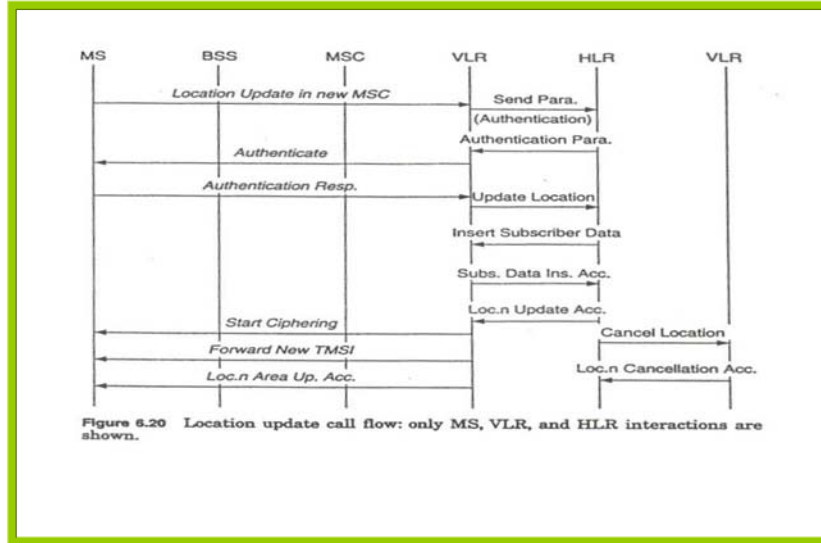 MS BSS MSC VLR HLR VLR
Location Update in new MSC
Send Para.
(Authentication)
Authentication Para.
Authenticate
Authentication Resp.
Update Location
Insert Subscriber Data
Subs. Data Ins. Acc.
Loc.n Update Acc.
Start Ciphering
Cancel Location
Forward New TMSI
Loc.n Cancellation Acc.
Loc.n Area Up. Acc.
Figure 6.20 Location update call flow: only MS, VLR, and HLR interactions are
shown.